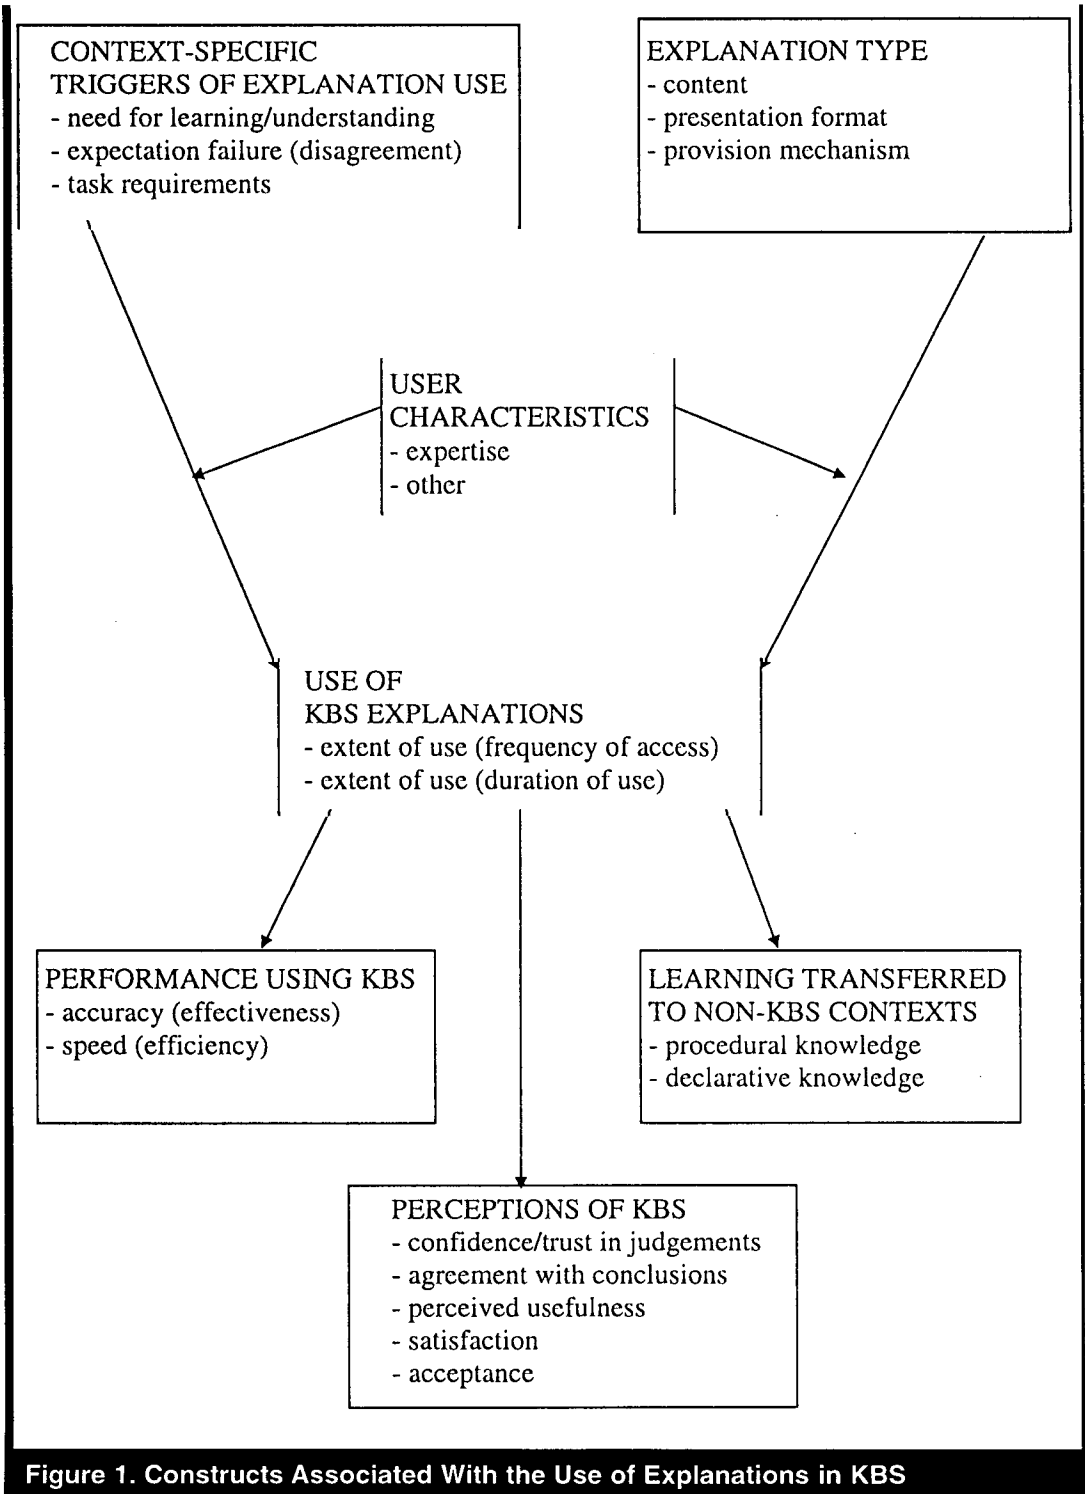 CONTEXT-SPECIFIC
TRIGGERS OF EXPLANATION USE
- need for learning/understanding
- expectation failure (disagreement)
- task requirements
EXPLANATION TYPE
- content
- presentation format
- provision mechanism
USER
CHARACTERISTICS
- expertise
- other
USE OF
KBS EXPLANATIONS
- extent of use (frequency of access)
- extent of use (duration of use)
PERFORMANCE USING KBS
- accuracy (effectiveness)
- speed (efficiency)
LEARNING TRANSFERRED
TO NON-KBS CONTEXTS
- procedural knowledge
- declarative knowledge
PERCEPTIONS OF KBS
- confidence/trust in judgements
- agreement with conclusions
- perceived usefulness
- satisfaction
- acceptance
Figure 1. Constructs Associated With the Use of Explanations in KBS